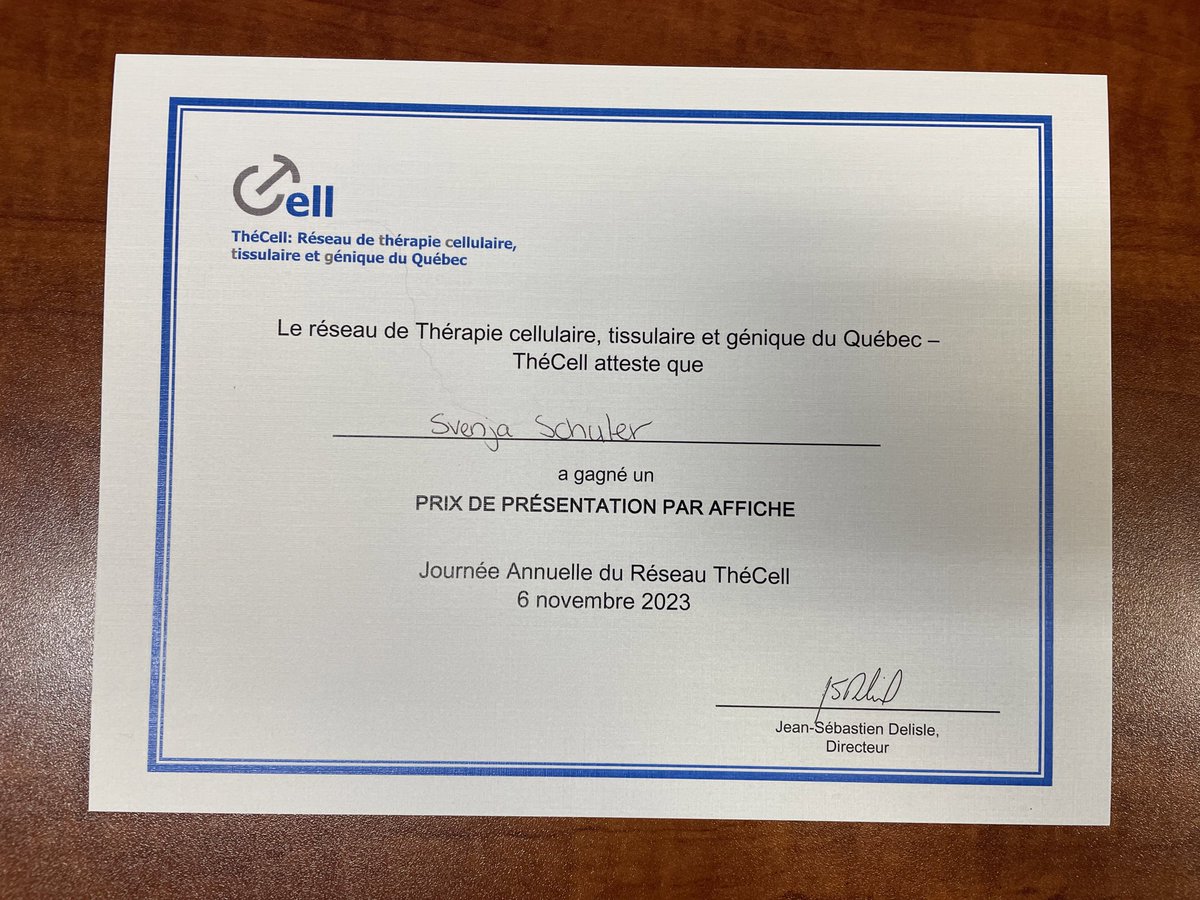 Cell
ThéCell: Réseau de thérapie cellulaire,
tissulaire et génique du Québec
Le réseau de Thérapie cellulaire, tissulaire et génique du Québec –
ThéCell atteste que
Svenja Schuler
a gagné un
PRIX DE PRÉSENTATION PAR AFFICHE
Journée Annuelle du Réseau ThéCell
6 novembre 2023
Jean-Sébastien Delisle,
Directeur